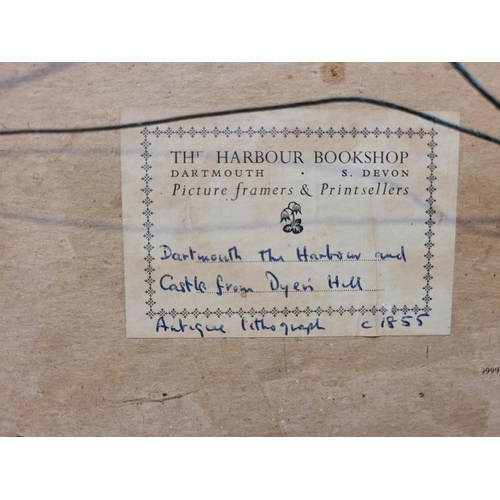 THE HARBOUR BOOKSHOP
DARTMOUTH · S. DEVON
Picture framers & Printsellers
Dartmouth the Harbour and
Castle from Dyers Hill
Antique lithograph c 1855
9999